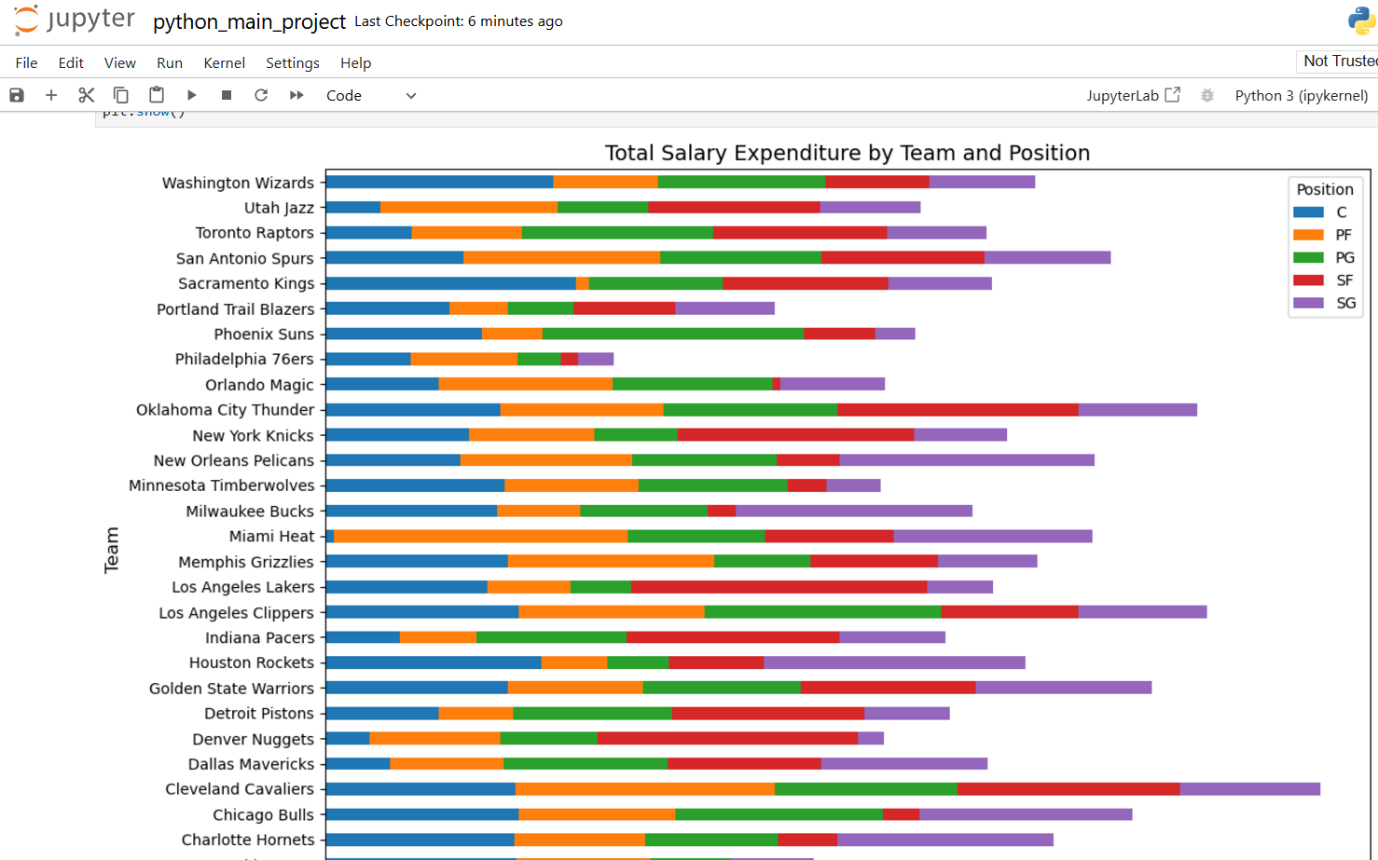 jupyter python_main_project Last Checkpoint: 6 minutes ago
File Edit View Run Kernel Settings Help
Not Trusted
Code
JupyterLab
Python 3 (ipykernel)
plt.show()
Total Salary Expenditure by Team and Position
Washington Wizards
Utah Jazz
Toronto Raptors
San Antonio Spurs
Sacramento Kings
Portland Trail Blazers
Phoenix Suns
Philadelphia 76ers
Orlando Magic
Oklahoma City Thunder
New York Knicks
New Orleans Pelicans
Minnesota Timberwolves
Milwaukee Bucks
Miami Heat
Memphis Grizzlies
Los Angeles Lakers
Los Angeles Clippers
Indiana Pacers
Houston Rockets
Golden State Warriors
Detroit Pistons
Denver Nuggets
Dallas Mavericks
Cleveland Cavaliers
Chicago Bulls
Charlotte Hornets
Team
Position
C
PF
PG
SF
SG